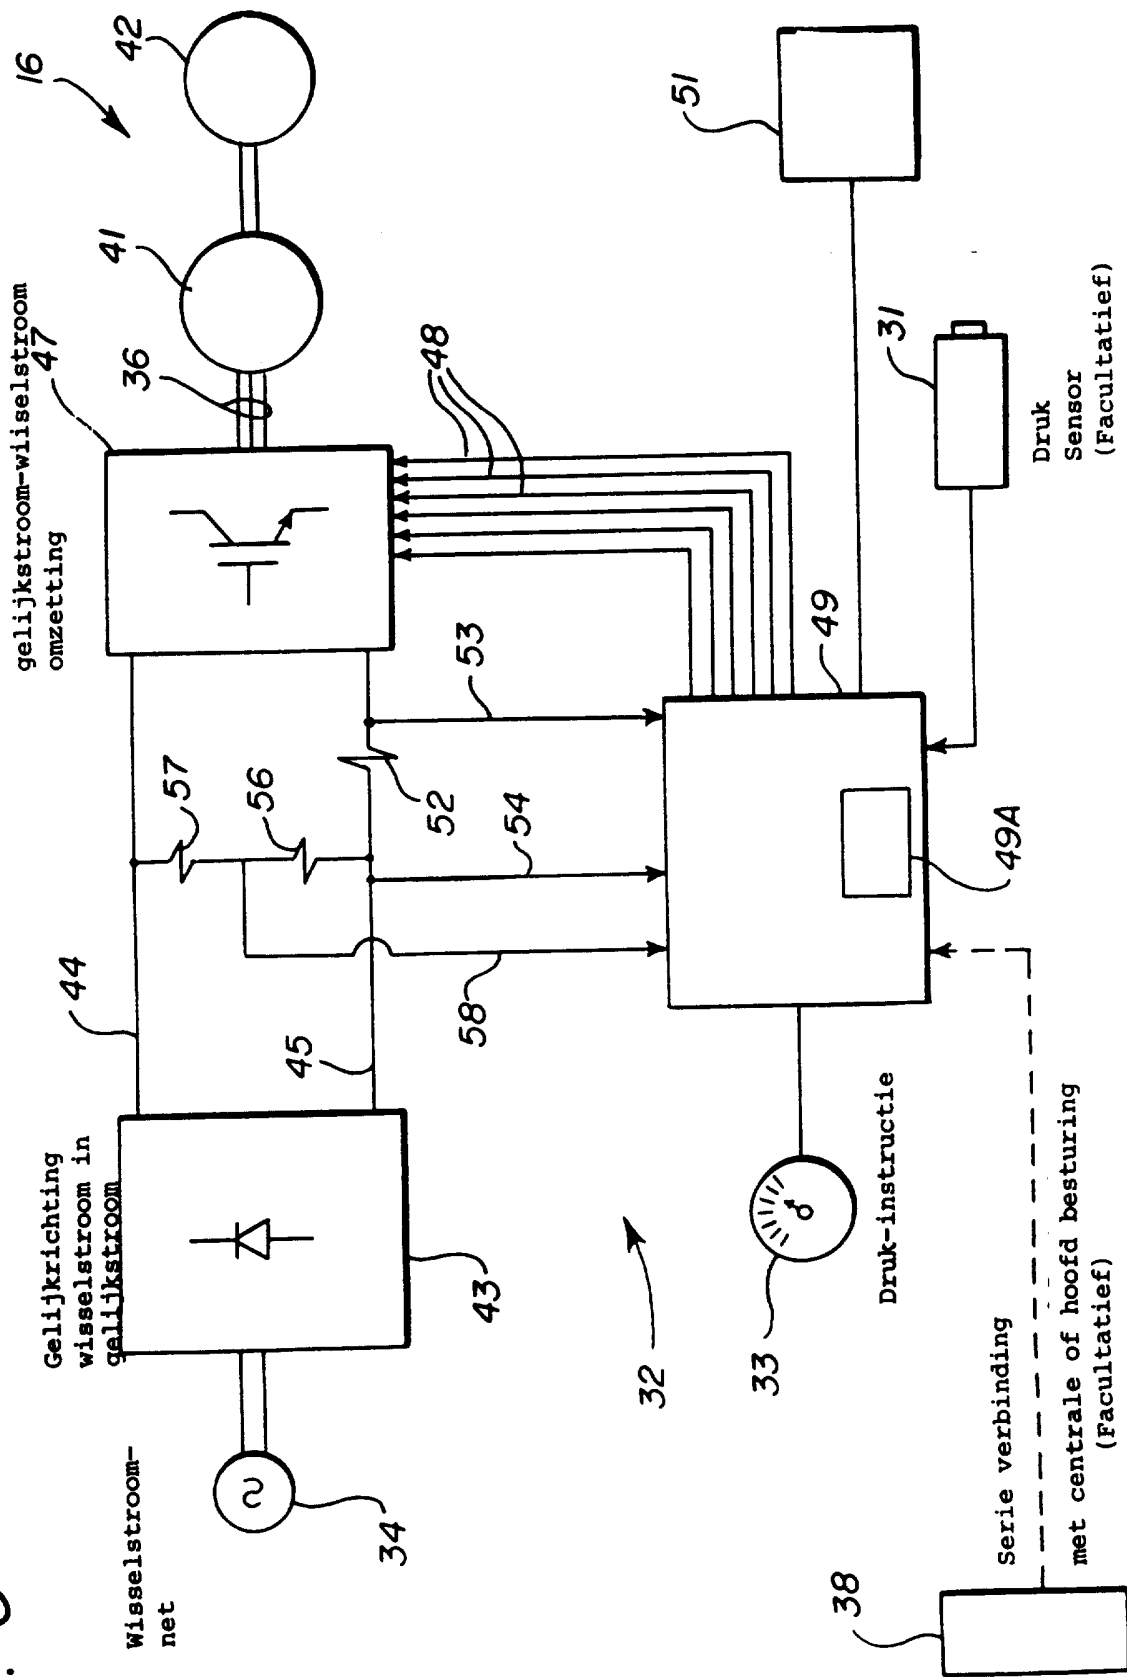 Wisselstroom-
net
34
Gelijkrichting
wisselstroom in
gelijkstroom
43
44
45
57
56
52
58
54
53
gelijkstroom-wiiselstroom
omzetting
47
36
41
42
16
48
32
33
Druk-instructie
49
49A
51
31
Druk
Sensor
(Facultatief)
38
Serie verbinding
met centrale of hoofd besturing
(Facultatief)